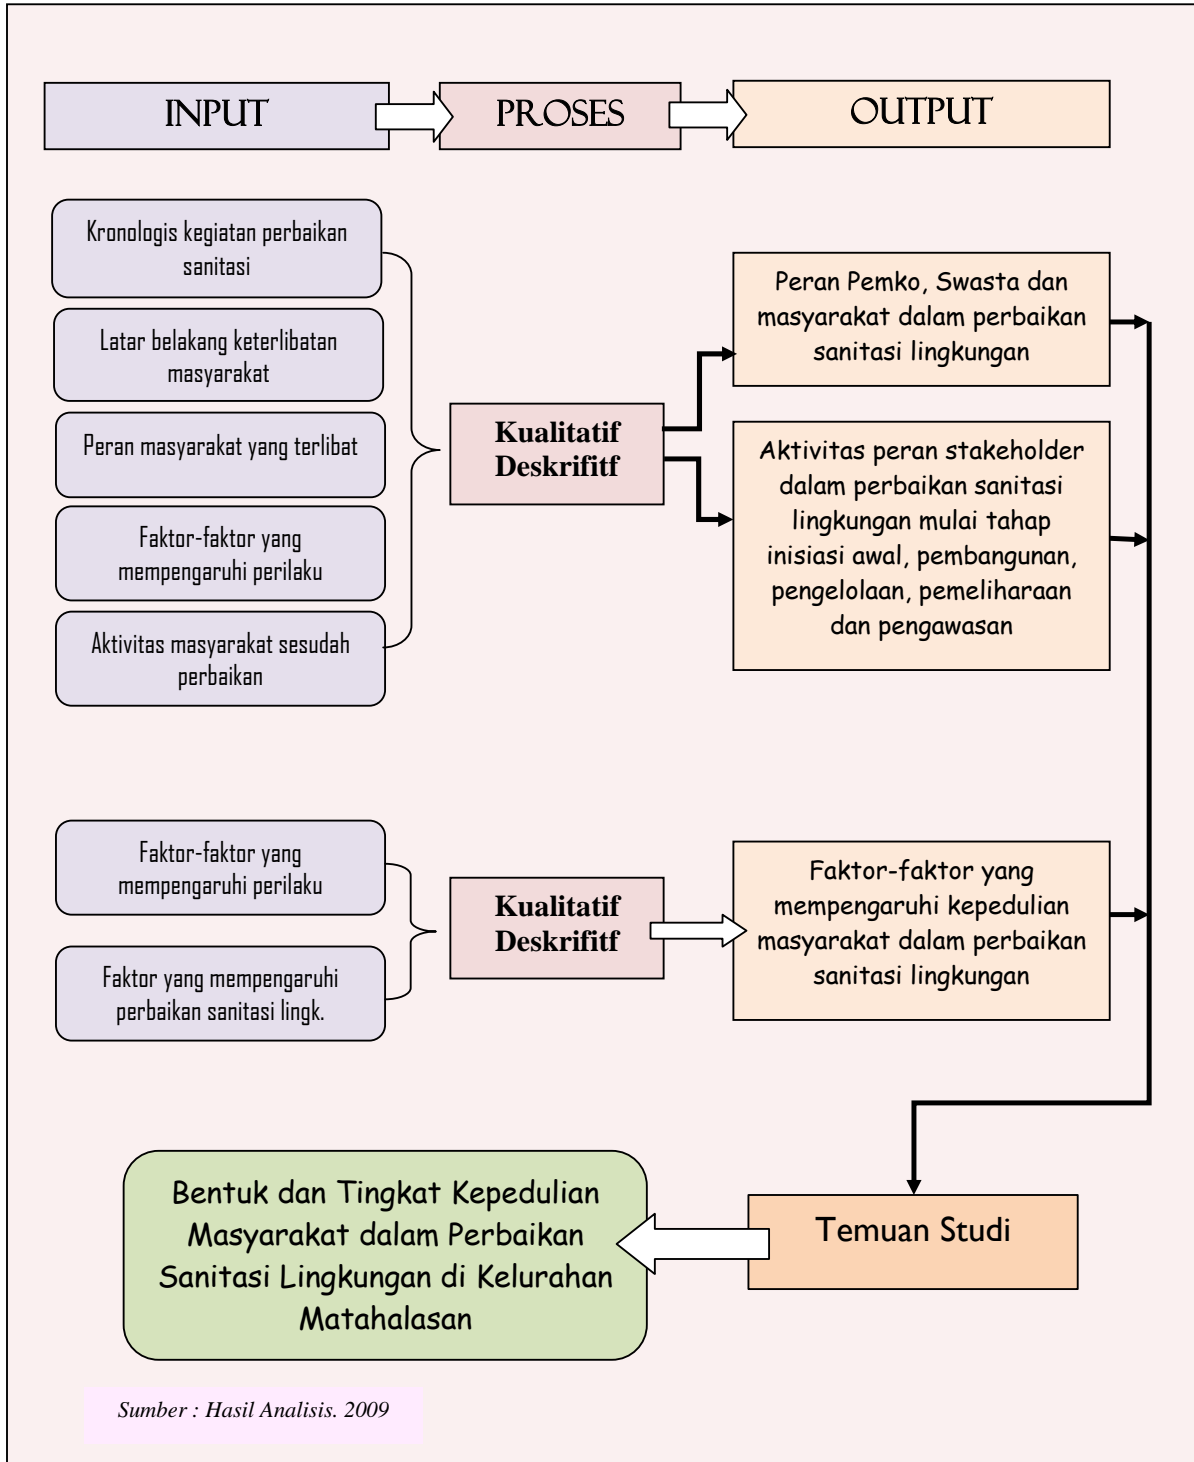 INPUT
PROSES
OUTPUT
Kronologis kegiatan perbaikan
sanitasi
Latar belakang keterlibatan
masyarakat
Peran masyarakat yang terlibat
Faktor-faktor yang
mempengaruhi perilaku
Aktivitas masyarakat sesudah
perbaikan
Kualitatif
Deskrifitf
Peran Pemko, Swasta dan
masyarakat dalam perbaikan
sanitasi lingkungan
Aktivitas peran stakeholder
dalam perbaikan sanitasi
lingkungan mulai tahap
inisiasi awal, pembangunan,
pengelolaan, pemeliharaan
dan pengawasan
Faktor-faktor yang
mempengaruhi perilaku
Faktor yang mempengaruhi
perbaikan sanitasi lingk.
Kualitatif
Deskrifitf
Faktor-faktor yang
mempengaruhi kepedulian
masyarakat dalam perbaikan
sanitasi lingkungan
Temuan Studi
Bentuk dan Tingkat Kepedulian
Masyarakat dalam Perbaikan
Sanitasi Lingkungan di Kelurahan
Matahalasan
Sumber : Hasil Analisis. 2009